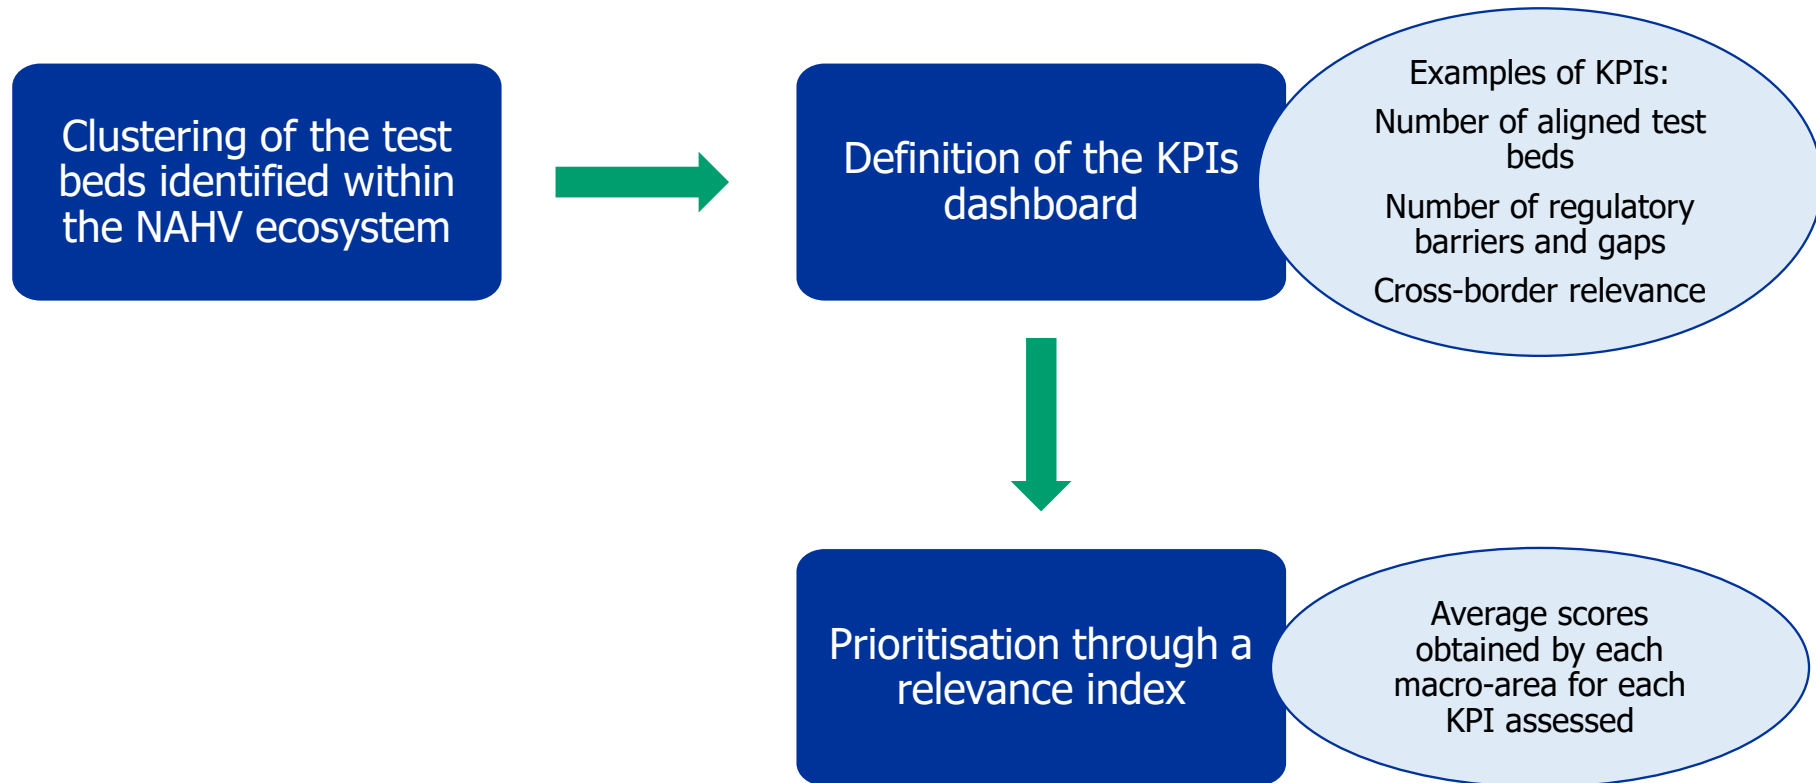 Clustering of the test
beds identified within
the NAHV ecosystem
Definition of the KPIs
dashboard
Examples of KPIs:
Number of aligned test
beds
Number of regulatory
barriers and gaps
Cross-border relevance
Prioritisation through a
relevance index
Average scores
obtained by each
macro-area for each
KPI assessed